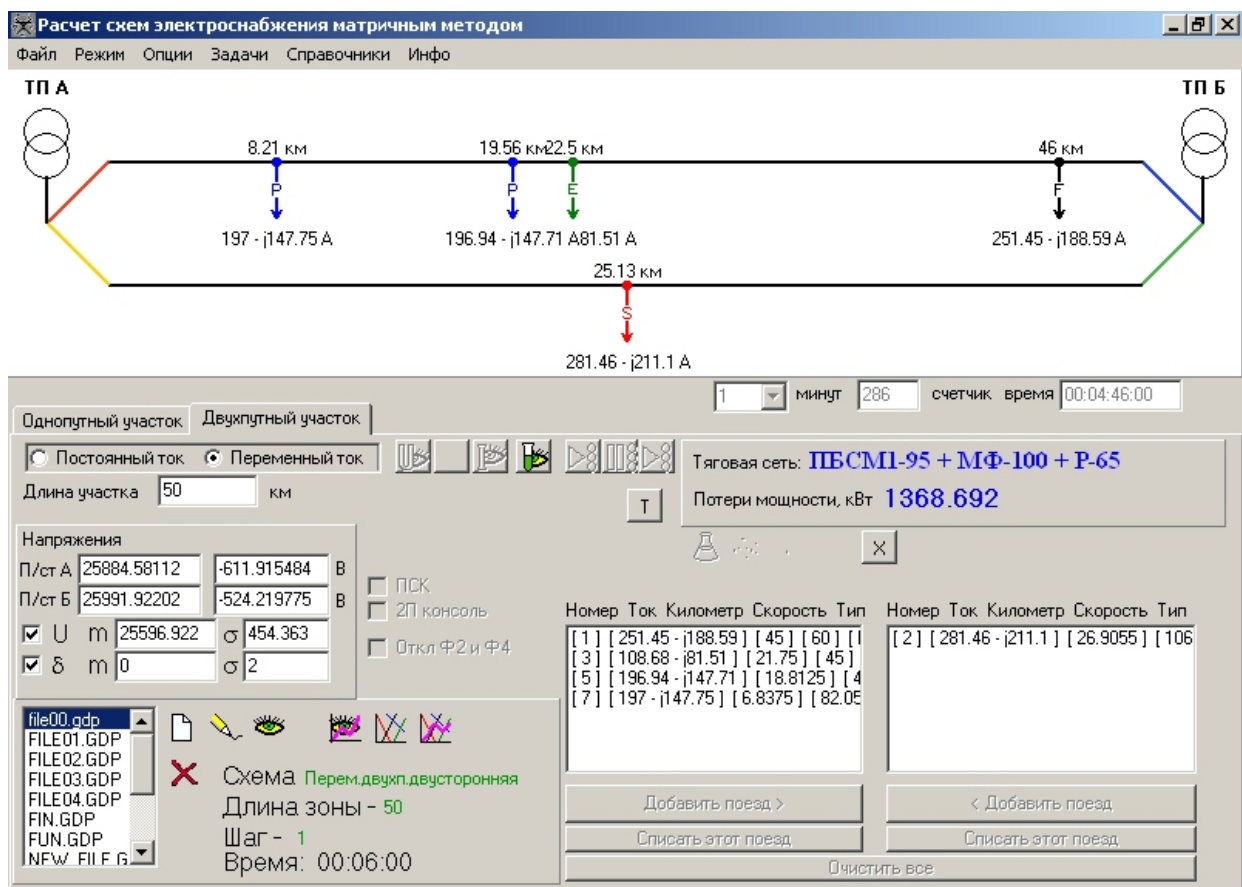 Расчет схем электроснабжения матричным методом
Файл Режим Опции Задачи Справочники Инфо
ТП А
ТП Б
8.21 км
19.56 км
22.5 км
46 км
P
P
E
F
197 - j147.75 А
196.94 - j147.71 А
81.51 А
251.45 - j188.59 А
25.13 км
S
281.46 - j211.1 А
1 минут 286 счетчик время 00:04:46:00
Однопутный участок Двухпутный участок
Постоянный ток Переменный ток
Длина участка 50 км
T
Тяговая сеть: ПБСМ1-95 + МФ-100 + Р-65
Потери мощности, кВт 1368.692
X
Напряжения
П/ст А 25884.58112 -611.915484 В
П/ст Б 25991.92202 -524.219775 В
U m 25596.922 σ 454.363
δ m 0 σ 2
ПСК
2П консоль
Откл Ф2 и Ф4
Номер Ток Километр Скорость Тип
[ 1 ] [ 251.45 - j188.59 ] [ 45 ] [ 60 ] [
[ 3 ] [ 108.68 - j81.51 ] [ 21.75 ] [ 45 ]
[ 5 ] [ 196.94 - j147.71 ] [ 18.8125 ] [ 4
[ 7 ] [ 197 - j147.75 ] [ 6.8375 ] [ 82.05
Номер Ток Километр Скорость Тип
[ 2 ] [ 281.46 - j211.1 ] [ 26.9055 ] [ 106
file00.gdp
FILE01.GDP
FILE02.GDP
FILE03.GDP
FILE04.GDP
FIN.GDP
FUN.GDP
NEW_FILE.G
Схема Перем.двухп.двусторонняя
Длина зоны - 50
Шаг - 1
Время: 00:06:00
Добавить поезд >
Списать этот поезд
< Добавить поезд
Списать этот поезд
Очистить все